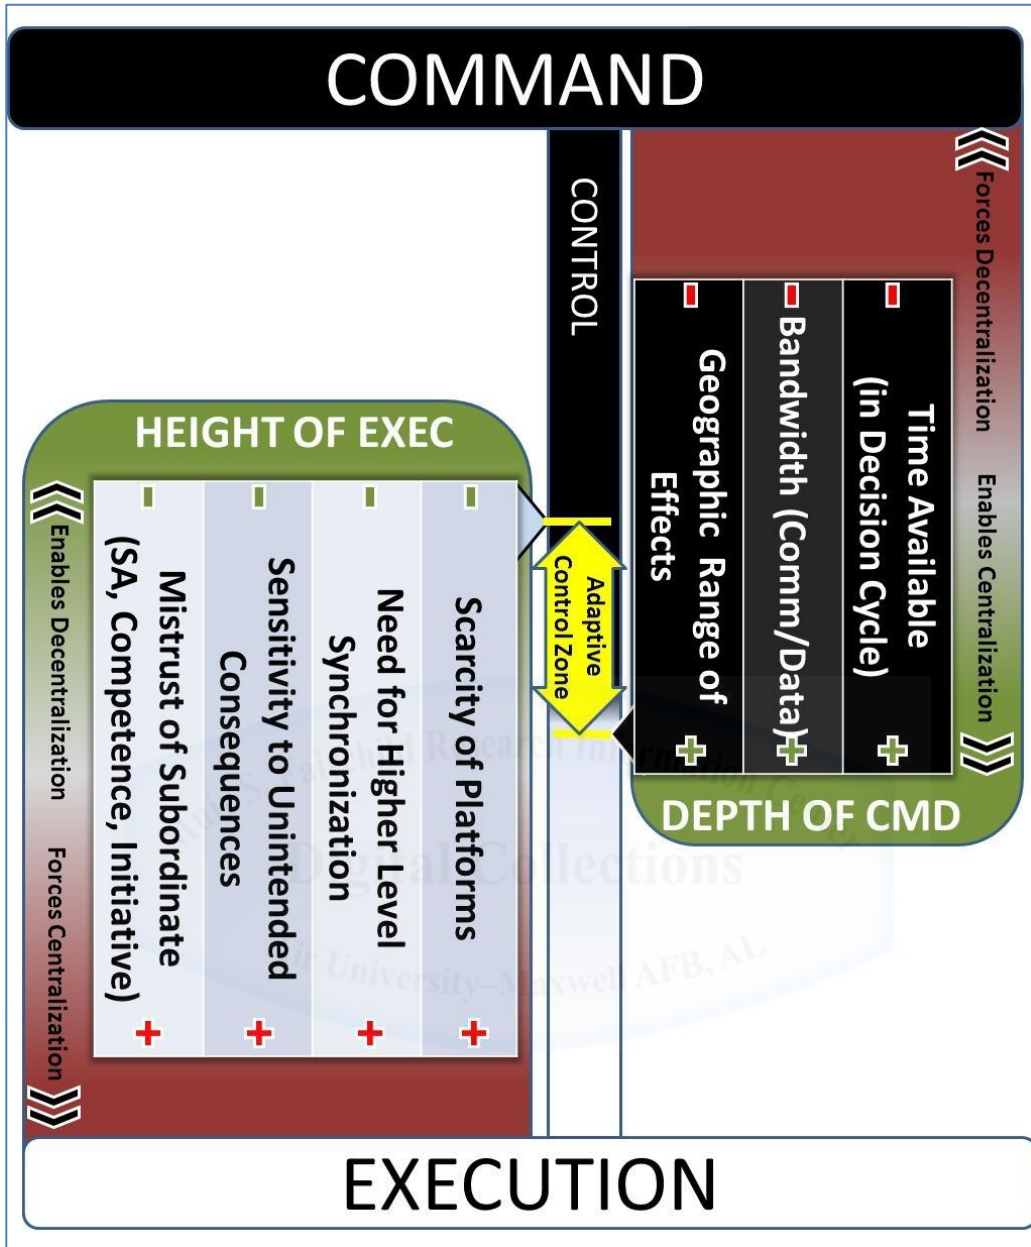 COMMAND
CONTROL
Forces Decentralization
Enables Centralization
Time Available
(in Decision Cycle)
Bandwidth (Comm/Data)
Geographic Range of
Effects
DEPTH OF CMD
Adaptive
Control Zone
HEIGHT OF EXEC
Scarcity of Platforms
Need for Higher Level
Synchronization
Sensitivity to Unintended
Consequences
Mistrust of Subordinate
(SA, Competence, Initiative)
Enables Decentralization
Forces Centralization
Digital Collections
EXECUTION